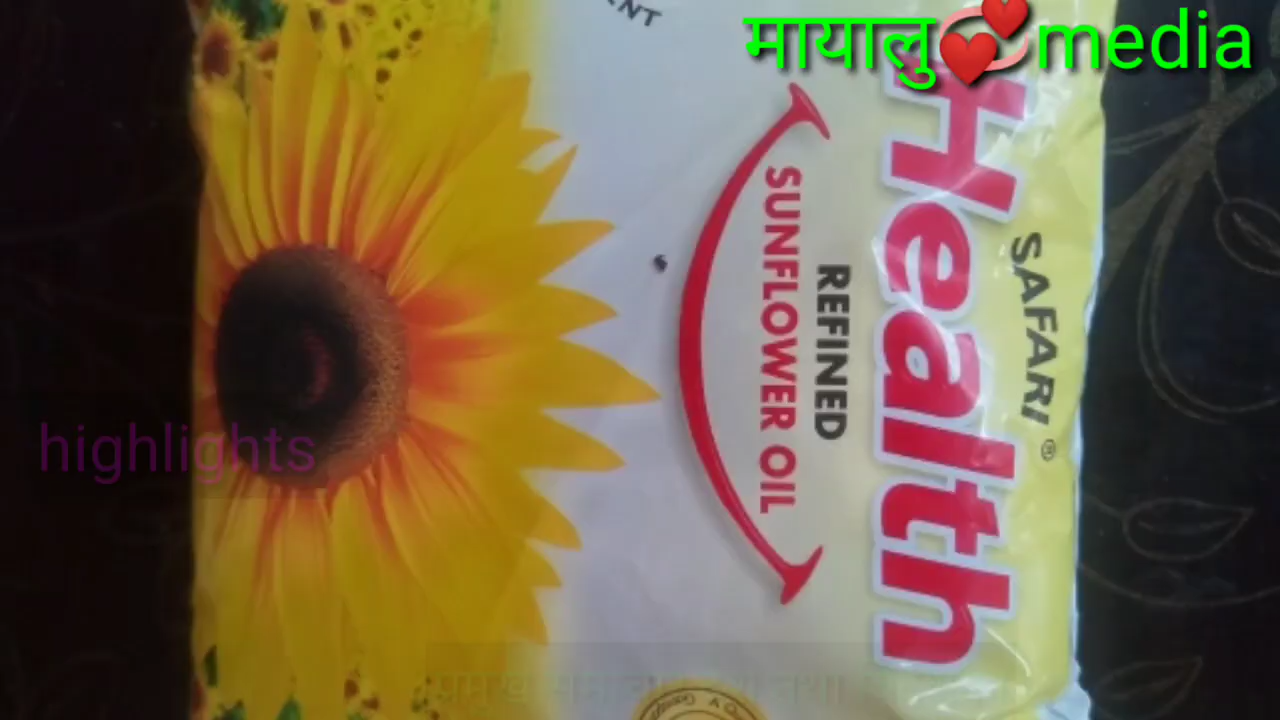 मायालु💞media
SAFARI®
Health
REFINED
SUNFLOWER OIL
highlights